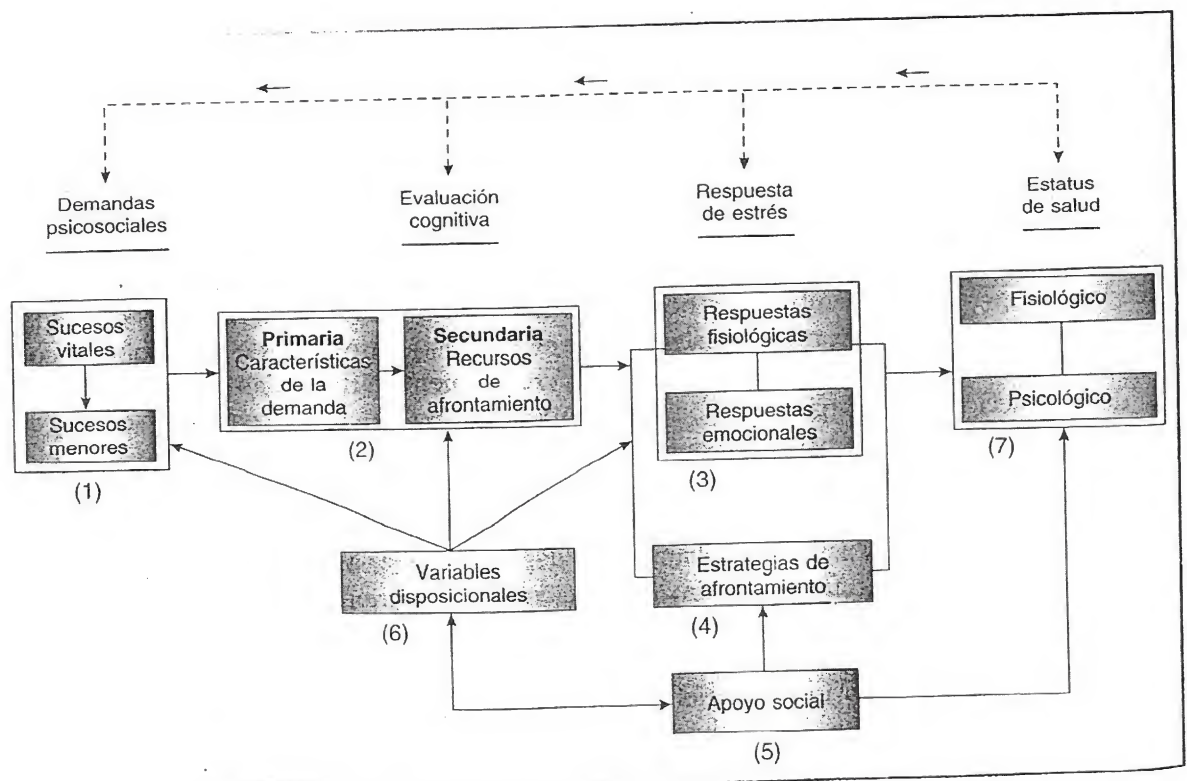 Demandas
psicosociales
Evaluación
cognitiva
Respuesta
de estrés
Estatus
de salud
Sucesos
vitales
Sucesos
menores
(1)
Primaria
Características
de la
demanda
Secundaria
Recursos
de
afrontamiento
(2)
Respuestas
fisiológicas
Respuestas
emocionales
(3)
Fisiológico
Psicológico
(7)
Variables
disposicionales
(6)
Estrategias de
afrontamiento
(4)
Apoyo social
(5)